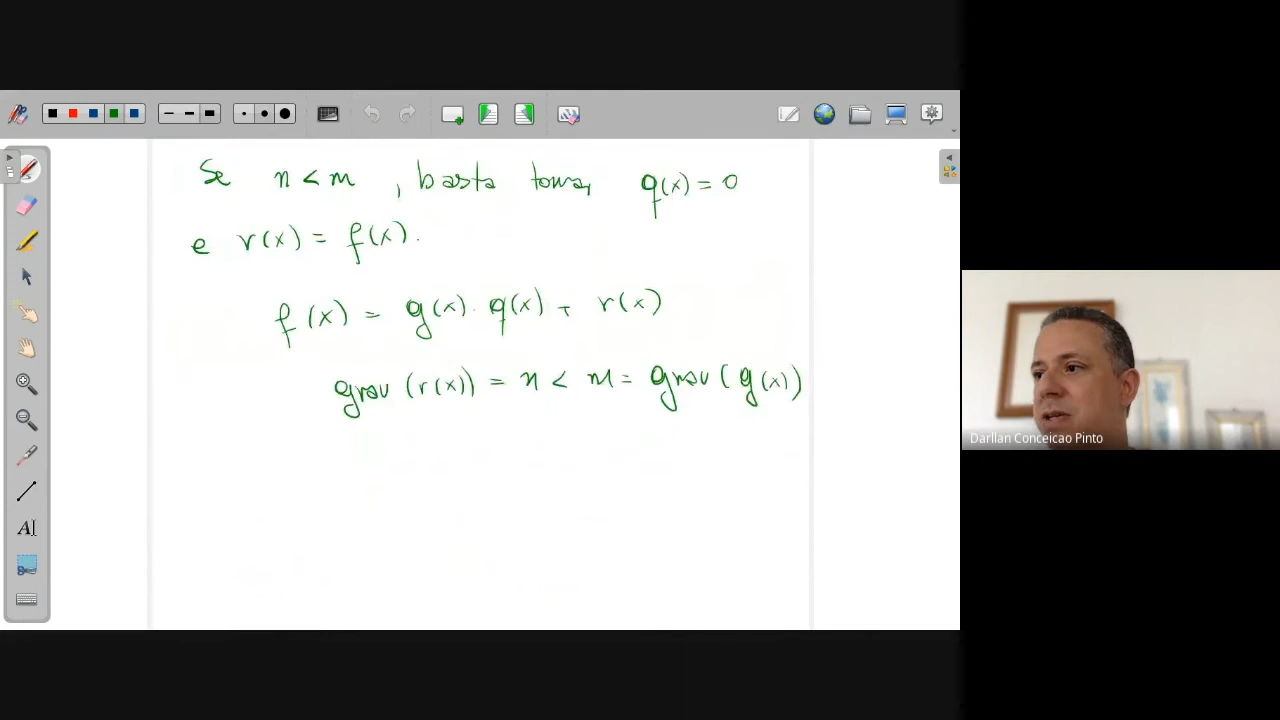 Se n < m , basta tomar q(x) = 0
e r(x) = f(x).
f(x) = g(x). q(x) + r(x)
grau (r(x)) = n < m = grau ( g(x))
Darllan Conceicao Pinto